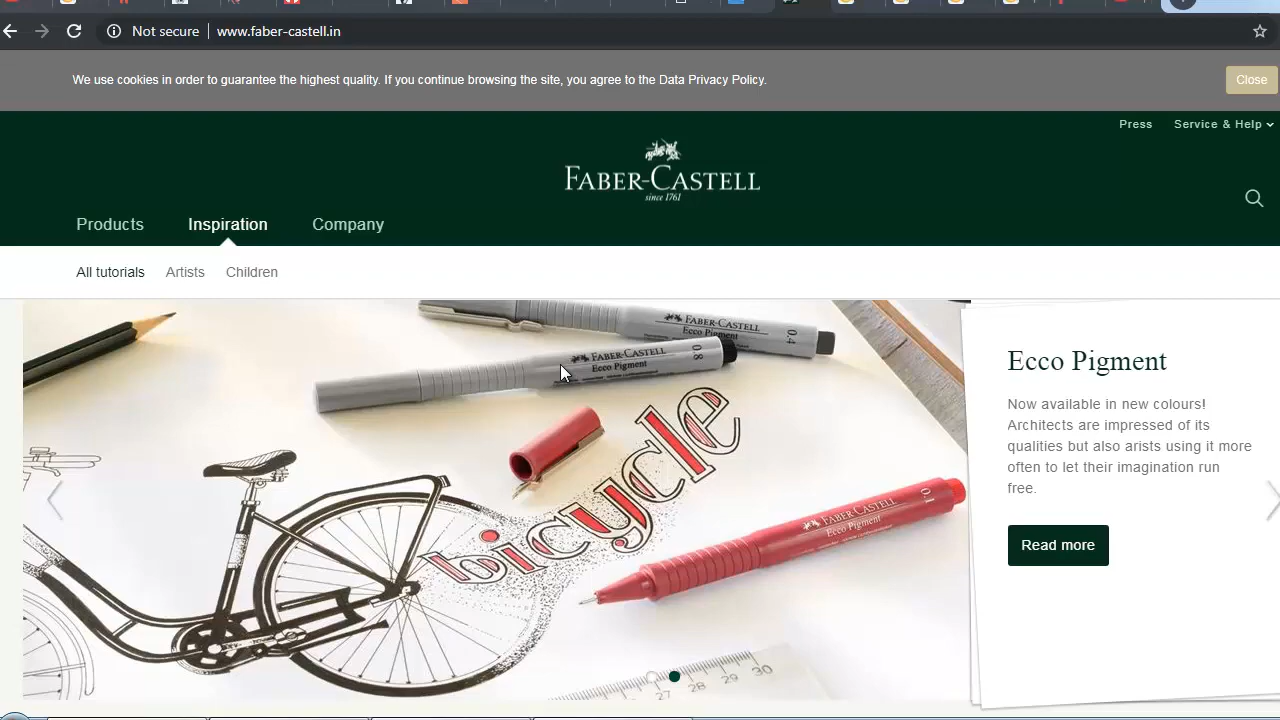 Not secure www.faber-castell.in
We use cookies in order to guarantee the highest quality. If you continue browsing the site, you agree to the Data Privacy Policy.
Close
Press Service & Help
FABER-CASTELL
since 1761
Products Inspiration Company
All tutorials Artists Children
FABER-CASTELL
Ecco Pigment
0.4
FABER-CASTELL
Ecco Pigment
0.8
bicycle
FABER-CASTELL
Ecco Pigment
0.1
27 28 29 30
Ecco Pigment
Now available in new colours!
Architects are impressed of its
qualities but also arists using it more
often to let their imagination run
free.
Read more